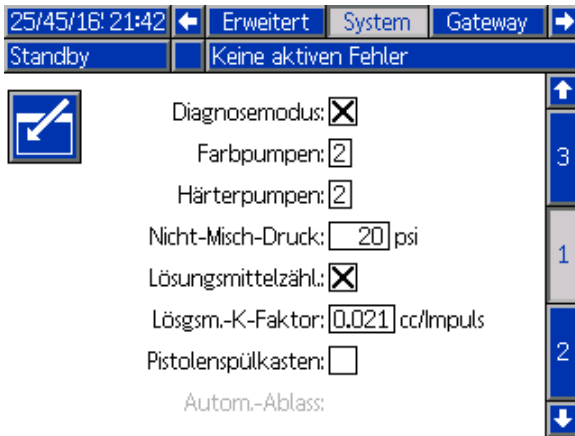 25/45/16' 21:42 Erweitert System Gateway
Standby Keine aktiven Fehler
Diagnosemodus:
Farbpumpen: 2
3
Härterpumpen: 2
Nicht-Misch-Druck: 20 psi
1
Lösungsmittelzähl.:
Lösgsm.-K-Faktor: 0.021 cc/Impuls
Pistolenspülkasten:
2
Autom.-Ablass: